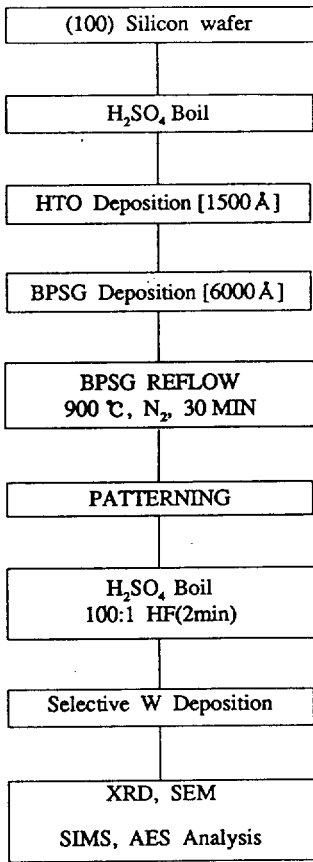 (100) Silicon wafer
H₂SO₄ Boil
HTO Deposition [1500 Å]
BPSG Deposition [6000 Å]
BPSG REFLOW
900 ℃, N₂, 30 MIN
PATTERNING
H₂SO₄ Boil
100:1 HF(2min)
Selective W Deposition
XRD, SEM
SIMS, AES Analysis